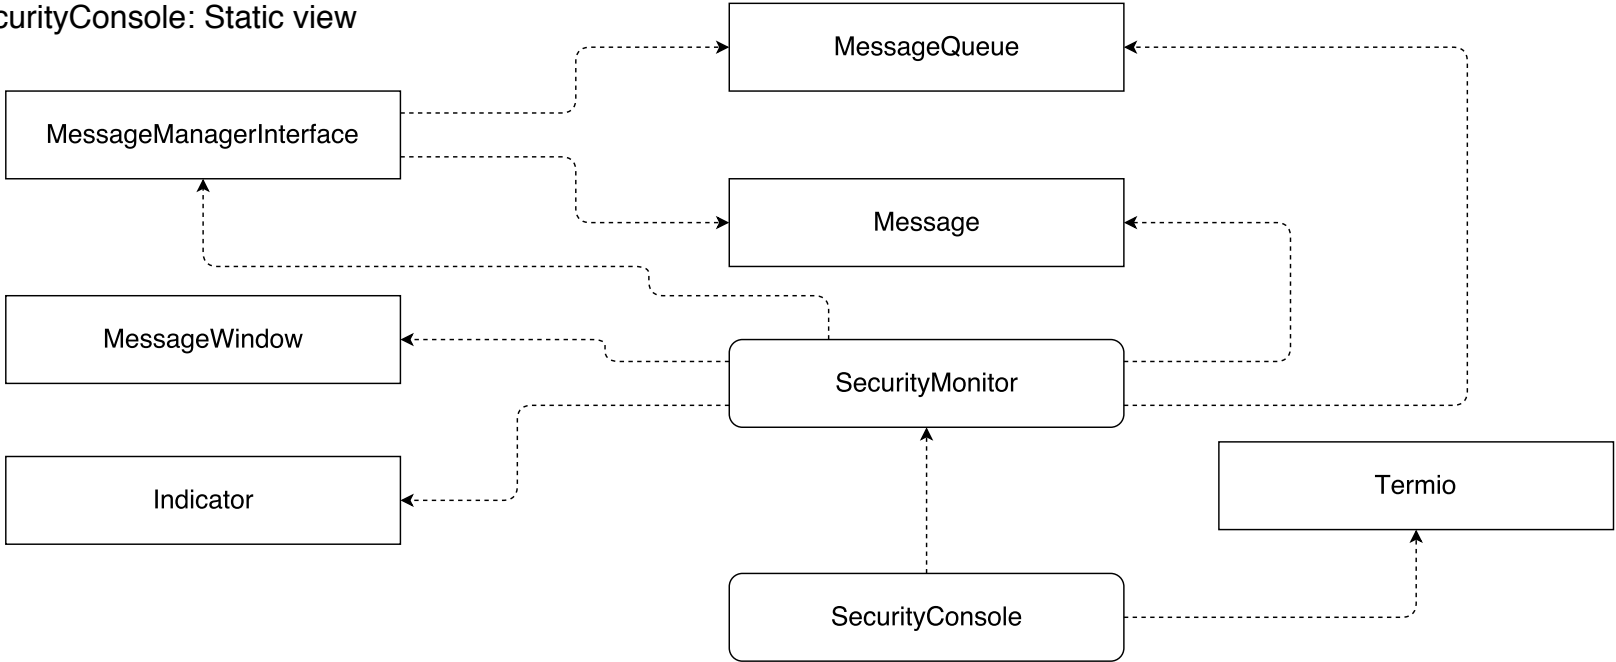 curityConsole: Static view
MessageQueue
MessageManagerInterface
Message
MessageWindow
SecurityMonitor
Indicator
Termio
SecurityConsole